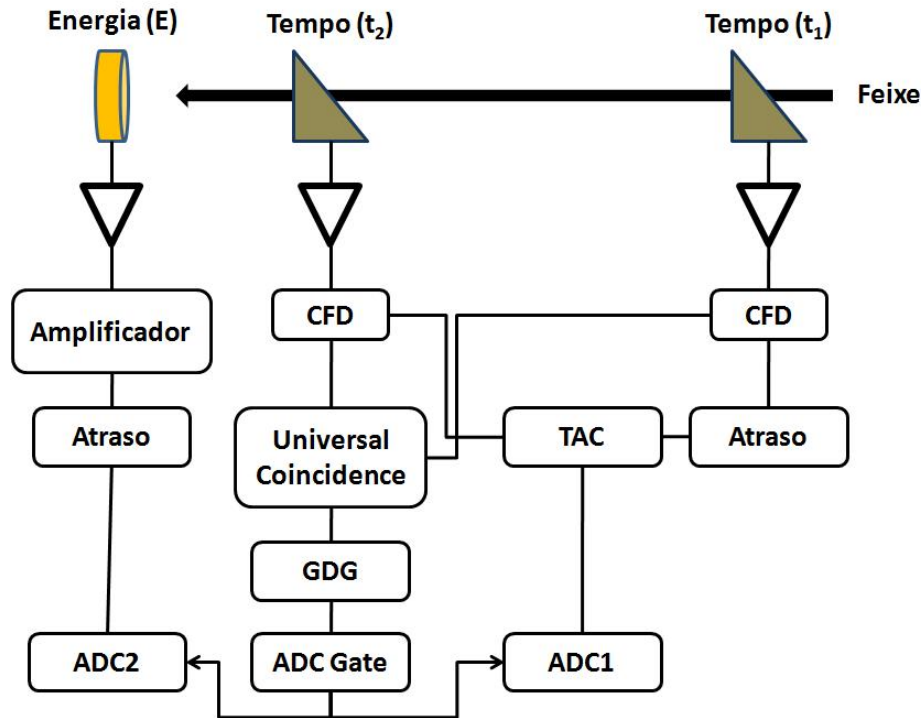 Energia (E)
Tempo (t₂)
Tempo (t₁)
Feixe
CFD
CFD
Amplificador
Atraso
Universal
Coincidence
TAC
Atraso
GDG
ADC2
ADC Gate
ADC1